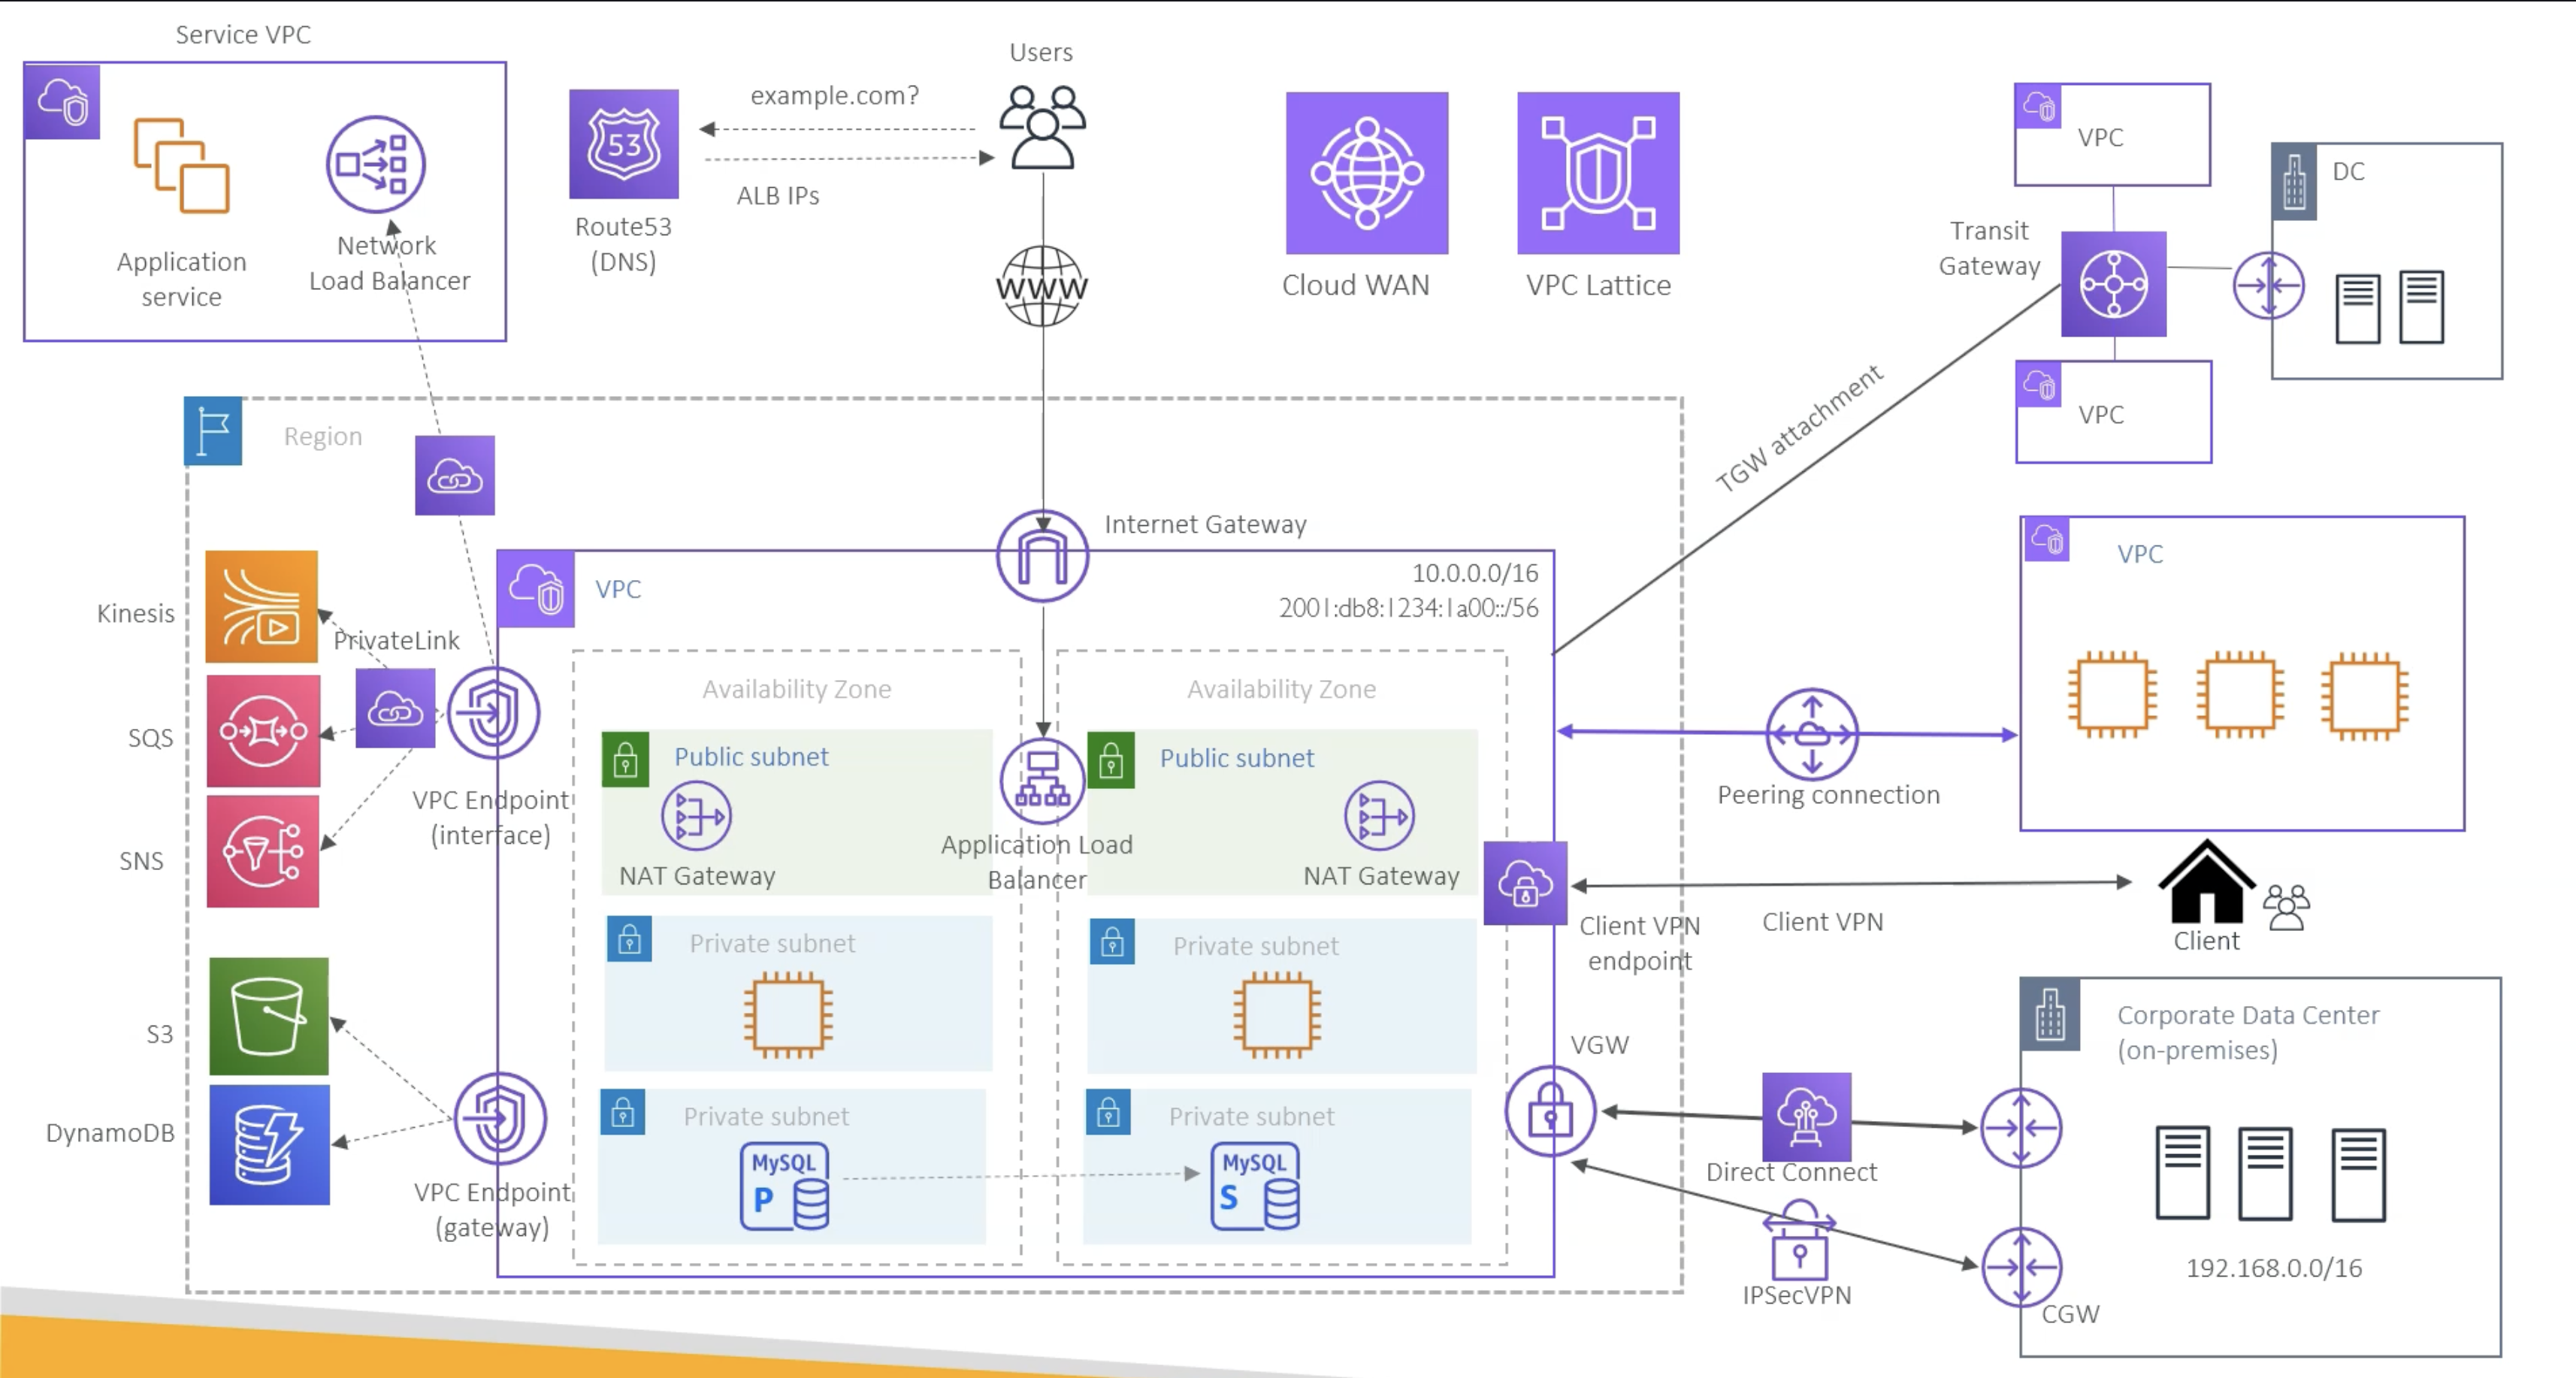 Service VPC
Application
service
Network
Load Balancer
53
Route53
(DNS)
example.com?
ALB IPs
Users
WWW
Cloud WAN
VPC Lattice
VPC
Transit
Gateway
DC
VPC
TGW attachment
Region
Internet Gateway
VPC
10.0.0.0/16
2001:db8:1234:1a00::/56
Kinesis
PrivateLink
SQS
SNS
VPC Endpoint
(interface)
S3
DynamoDB
VPC Endpoint
(gateway)
Availability Zone
Public subnet
NAT Gateway
Private subnet
Private subnet
MySQL
P
Application Load
Balancer
Availability Zone
Public subnet
NAT Gateway
Private subnet
Private subnet
MySQL
S
VPC
Peering connection
Client VPN
endpoint
Client VPN
Client
VGW
Direct Connect
IPSecVPN
Corporate Data Center
(on-premises)
192.168.0.0/16
CGW